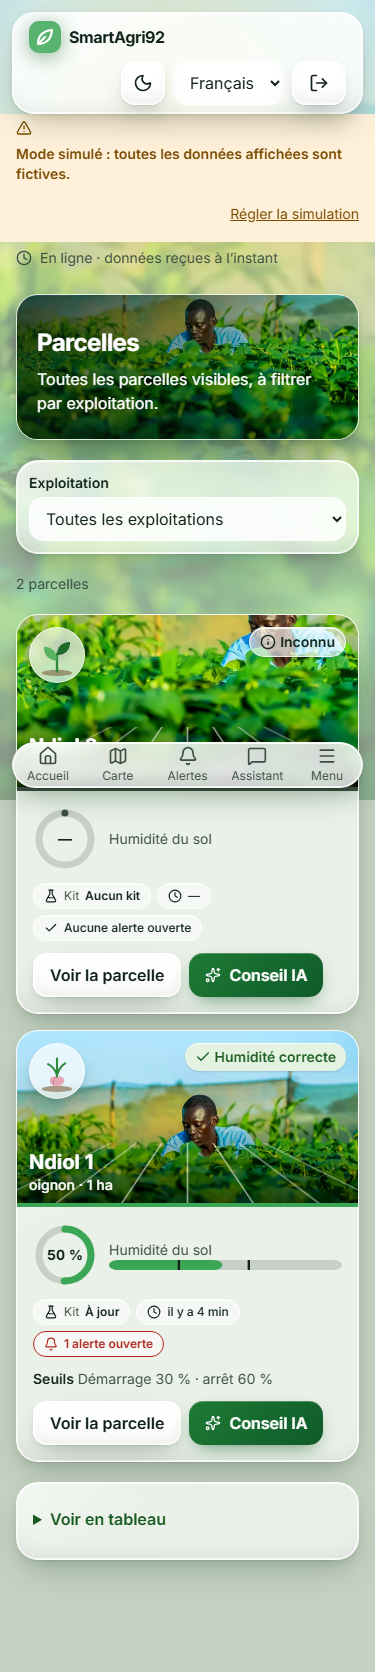 SmartAgri92
Français
Mode simulé : toutes les données affichées sont
fictives.
Régler la simulation
En ligne · données reçues à l’instant
Parcelles
Toutes les parcelles visibles, à filtrer
par exploitation.
Exploitation
Toutes les exploitations
2 parcelles
Inconnu
Accueil
Carte
Alertes
Assistant
Menu
—
Humidité du sol
Kit Aucun kit
—
Aucune alerte ouverte
Voir la parcelle
Conseil IA
Humidité correcte
Ndiol 1
oignon · 1 ha
50 %
Humidité du sol
Kit À jour
il y a 4 min
1 alerte ouverte
Seuils Démarrage 30 % · arrêt 60 %
Voir la parcelle
Conseil IA
Voir en tableau